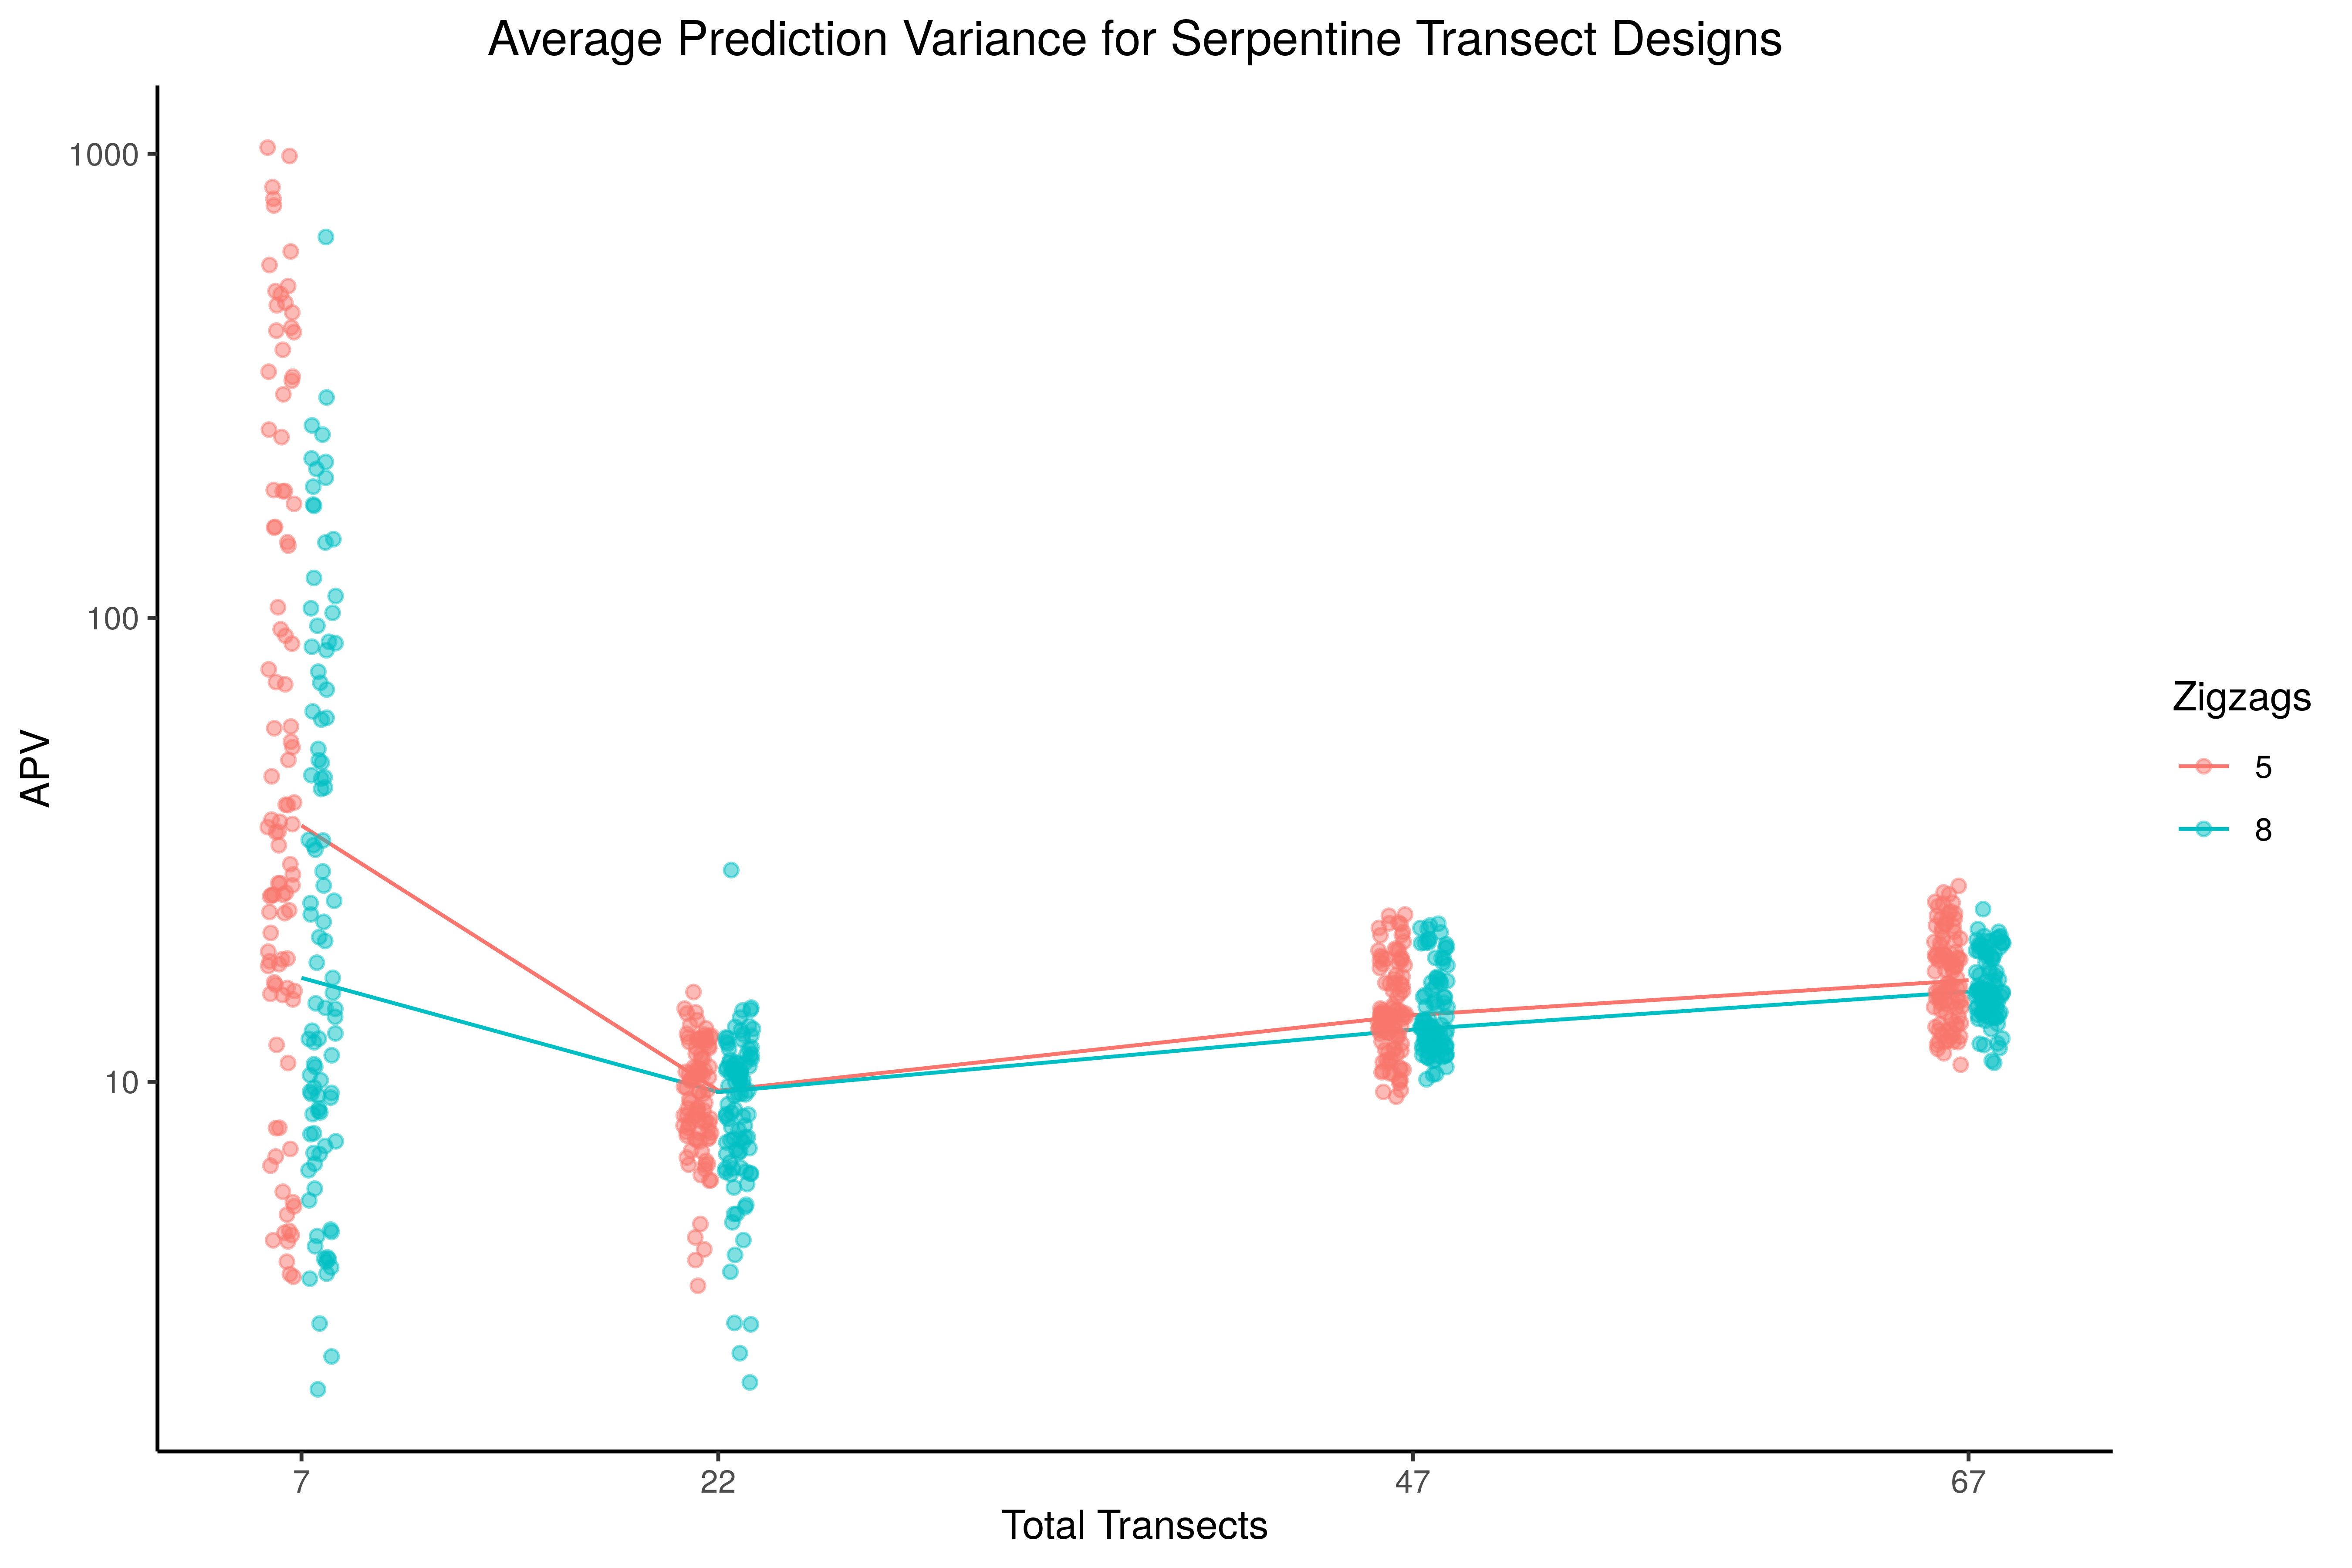 Average Prediction Variance for Serpentine Transect Designs
1000
100
10
APV
7
22
47
67
Total Transects
Zigzags
5
8